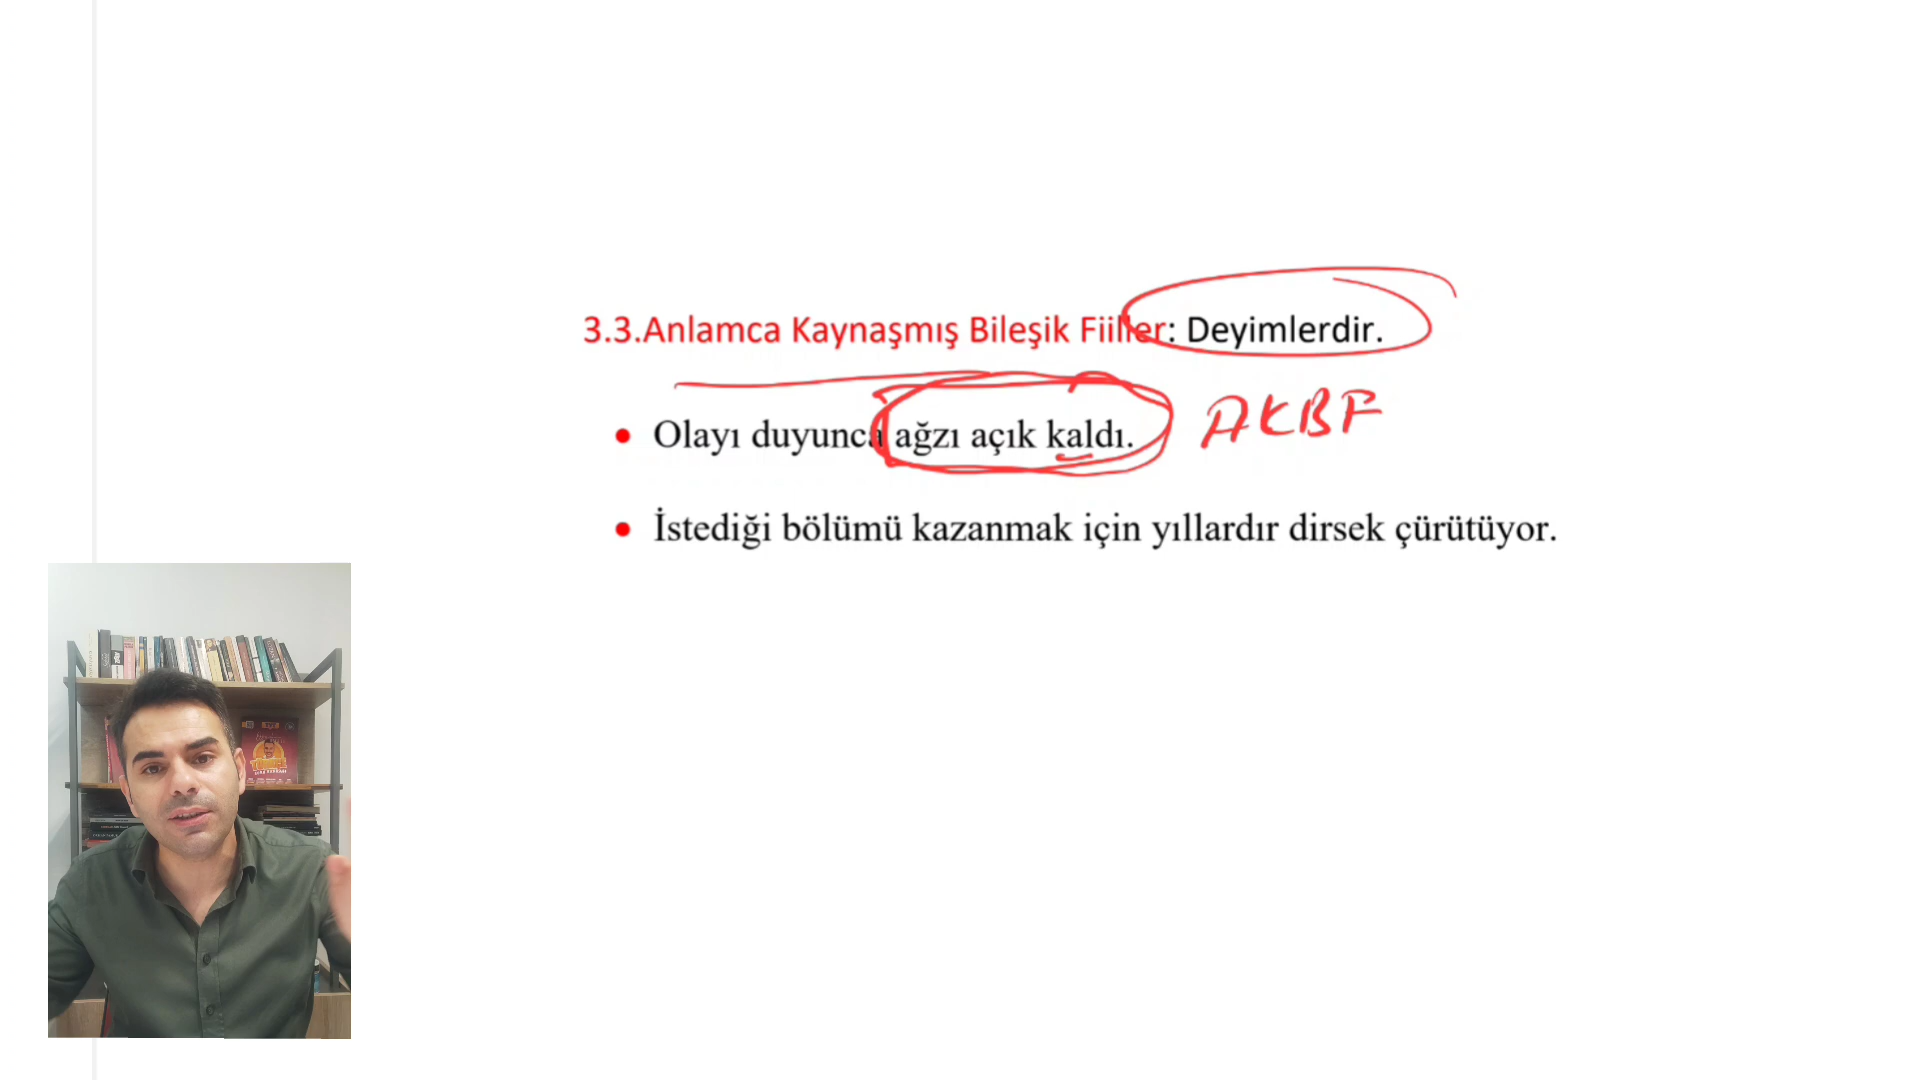 3.3.Anlamca Kaynaşmış Bileşik Fiiller: Deyimlerdir.
• Olayı duyunca ağzı açık kaldı. AKBF
• İstediği bölümü kazanmak için yıllardır dirsek çürütüyor.